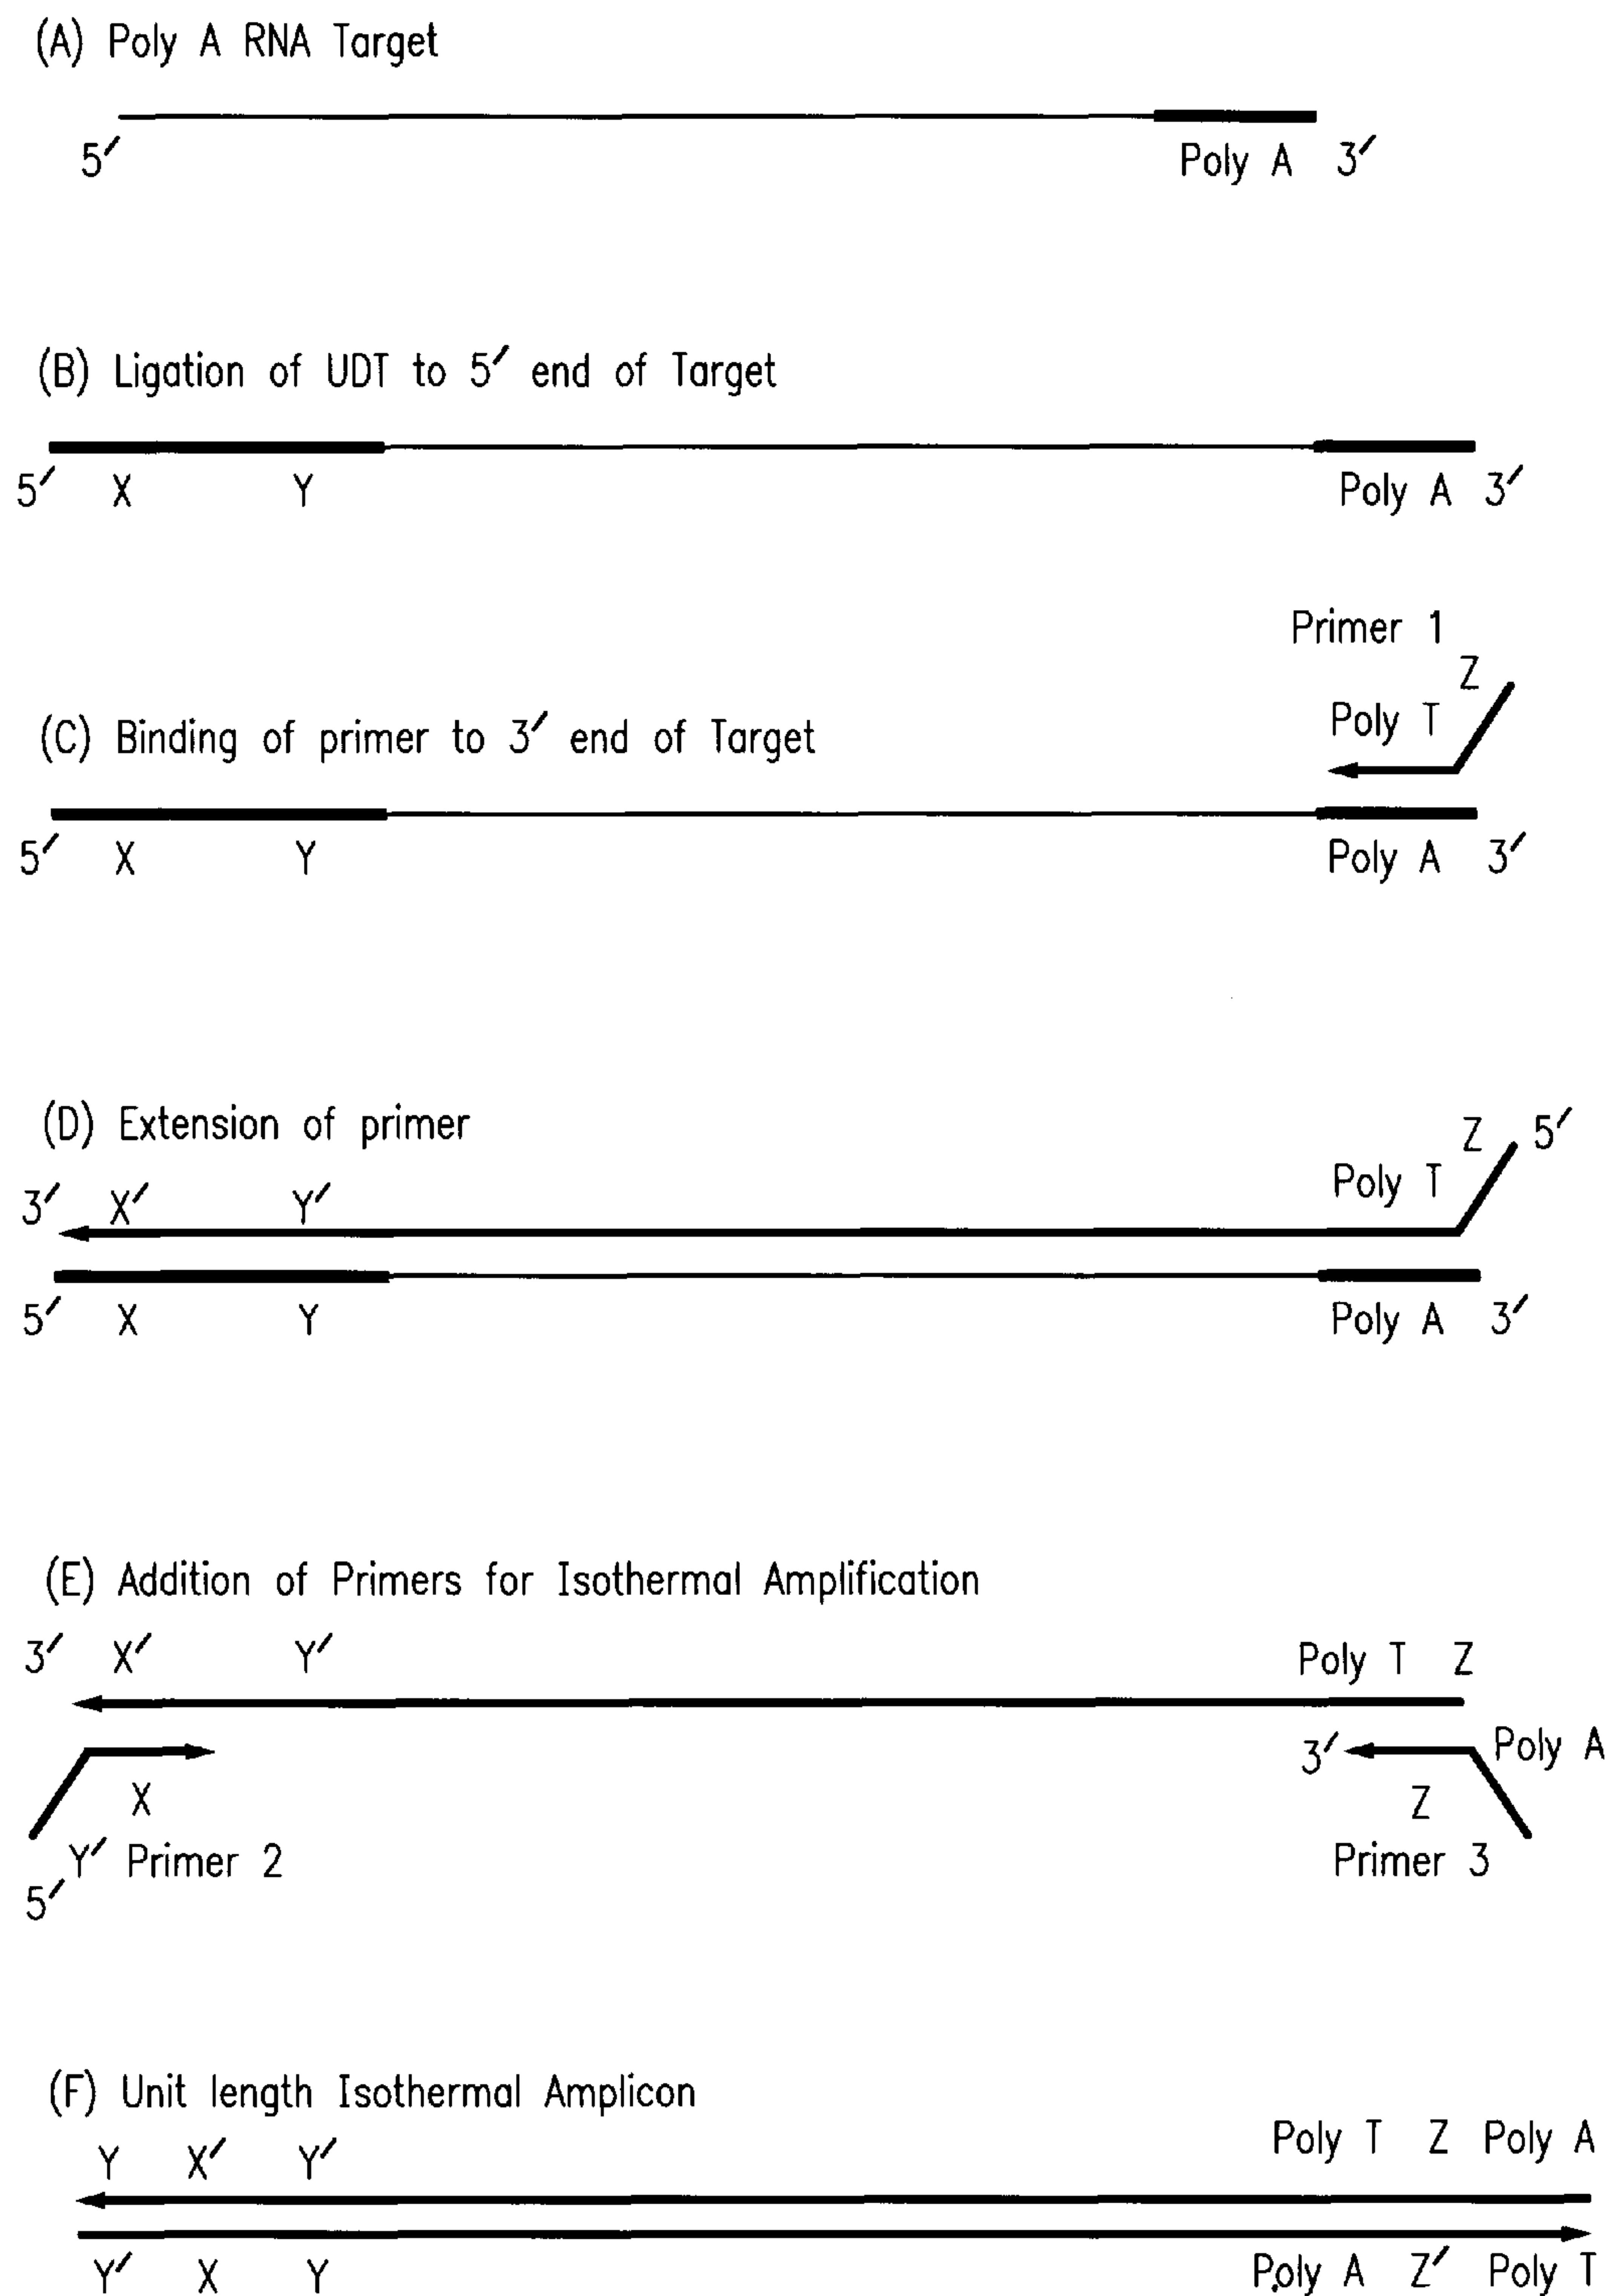 (A) Poly A RNA Target
5′ Poly A 3′
(B) Ligation of UDT to 5′ end of Target
5′ X Y Poly A 3′
Primer 1
Z
Poly T
(C) Binding of primer to 3′ end of Target
5′ X Y Poly A 3′
(D) Extension of primer
Z 5′
Poly T
3′ X′ Y′
5′ X Y Poly A 3′
(E) Addition of Primers for Isothermal Amplification
3′ X′ Y′ Poly T Z
3′ Poly A
X Z
Y′ Primer 2 Primer 3
5′
(F) Unit length Isothermal Amplicon
Y X′ Y′ Poly T Z Poly A
Y′ X Y Poly A Z′ Poly T